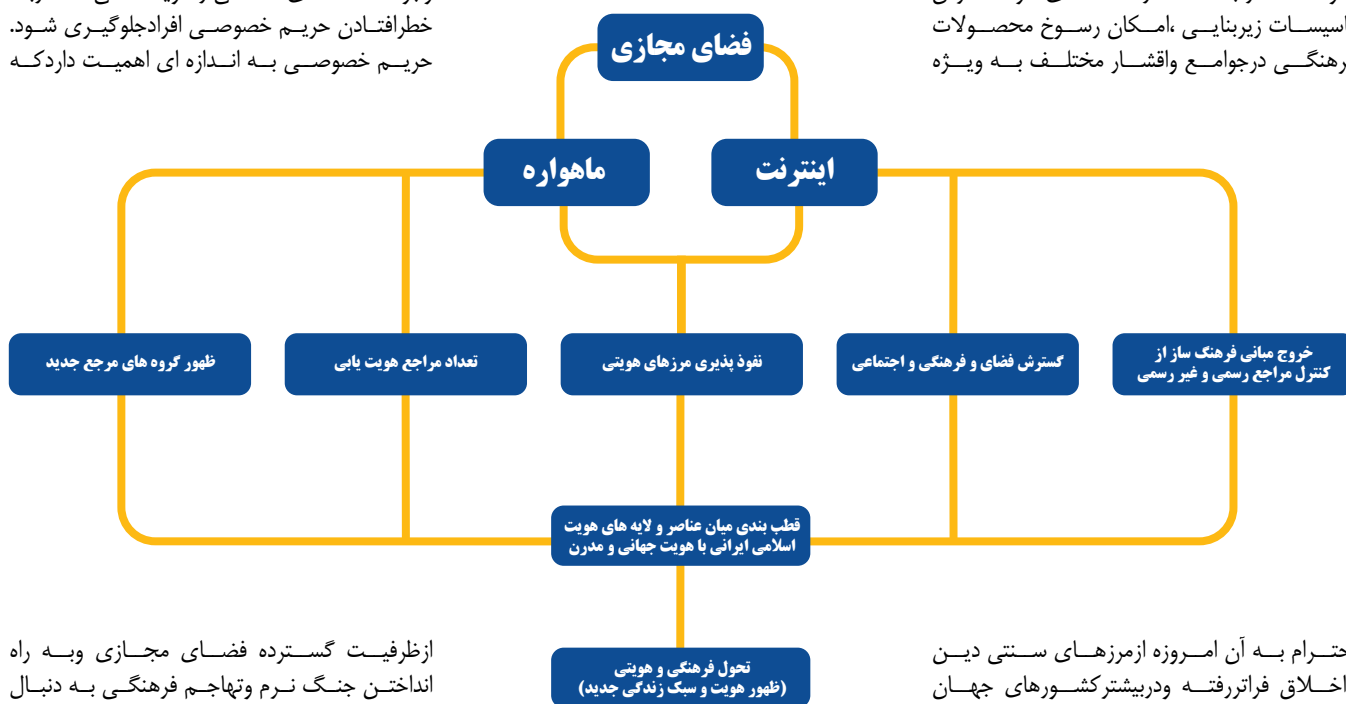 تاسیسات زیربنایی ،امکان رسوخ محصولات
فرهنگی درجوامع واقشار مختلف به ویژه
خطرافتادن حریم خصوصی افرادجلوگیری شود.
حریم خصوصی به اندازه ای اهمیت داردکه
فضای مجازی
اینترنت
ماهواره
خروج مبانی فرهنگ ساز از
کنترل مراجع رسمی و غیر رسمی
گسترش فضای و فرهنگی و اجتماعی
نفوذ پذیری مرزهای هویتی
تعداد مراجع هویت یابی
ظهور گروه های مرجع جدید
قطب بندی میان عناصر و لایه های هویت
اسلامی ایرانی با هویت جهانی و مدرن
تحول فرهنگی و هویتی
(ظهور هویت و سبک زندگی جدید)
احترام به آن امروزه ازمرزهای سنتی دین
اخلاق فراتررفته ودربیشترکشورهای جهان
ازظرفیت گسترده فضای مجازی وبه راه
انداختن جنگ نرم وتهاجم فرهنگی به دنبال